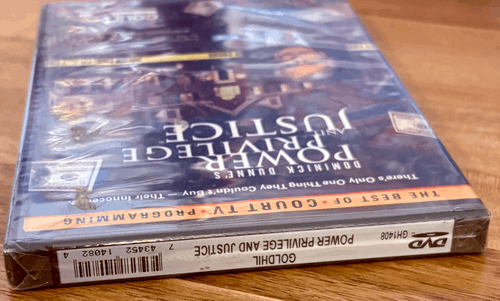 THE BEST OF • COURT TV • PROGRAMMING
There's Only One Thing They Couldn't Buy — Their Innocence
DOMINICK DUNNE'S
POWER
PRIVILEGE
AND
JUSTICE
DVD
GH1408
GOLDHIL
POWER PRIVILEGE AND JUSTICE
7 43452 14082 4